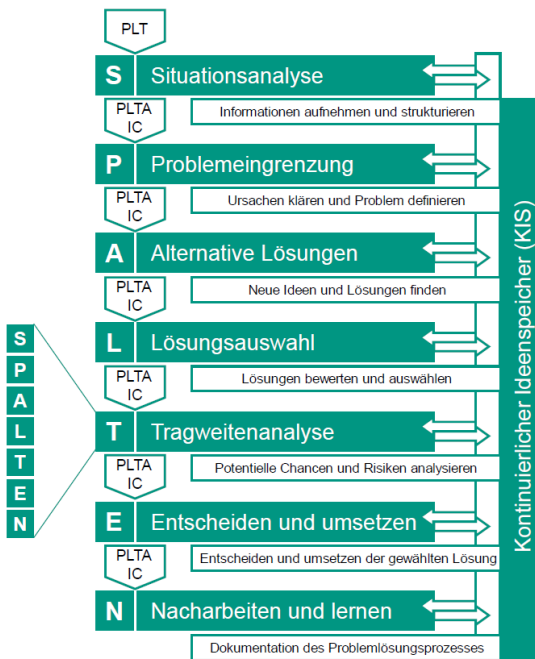 PLT
S Situationsanalyse
PLTA
IC
Informationen aufnehmen und strukturieren
P Problemeingrenzung
PLTA
IC
Ursachen klären und Problem definieren
A Alternative Lösungen
PLTA
IC
Neue Ideen und Lösungen finden
L Lösungsauswahl
PLTA
IC
Lösungen bewerten und auswählen
T Tragweitenanalyse
PLTA
IC
Potentielle Chancen und Risiken analysieren
E Entscheiden und umsetzen
PLTA
IC
Entscheiden und umsetzen der gewählten Lösung
N Nacharbeiten und lernen
Dokumentation des Problemlösungsprozesses
S
P
A
L
T
E
N
Kontinuierlicher Ideenspeicher (KIS)